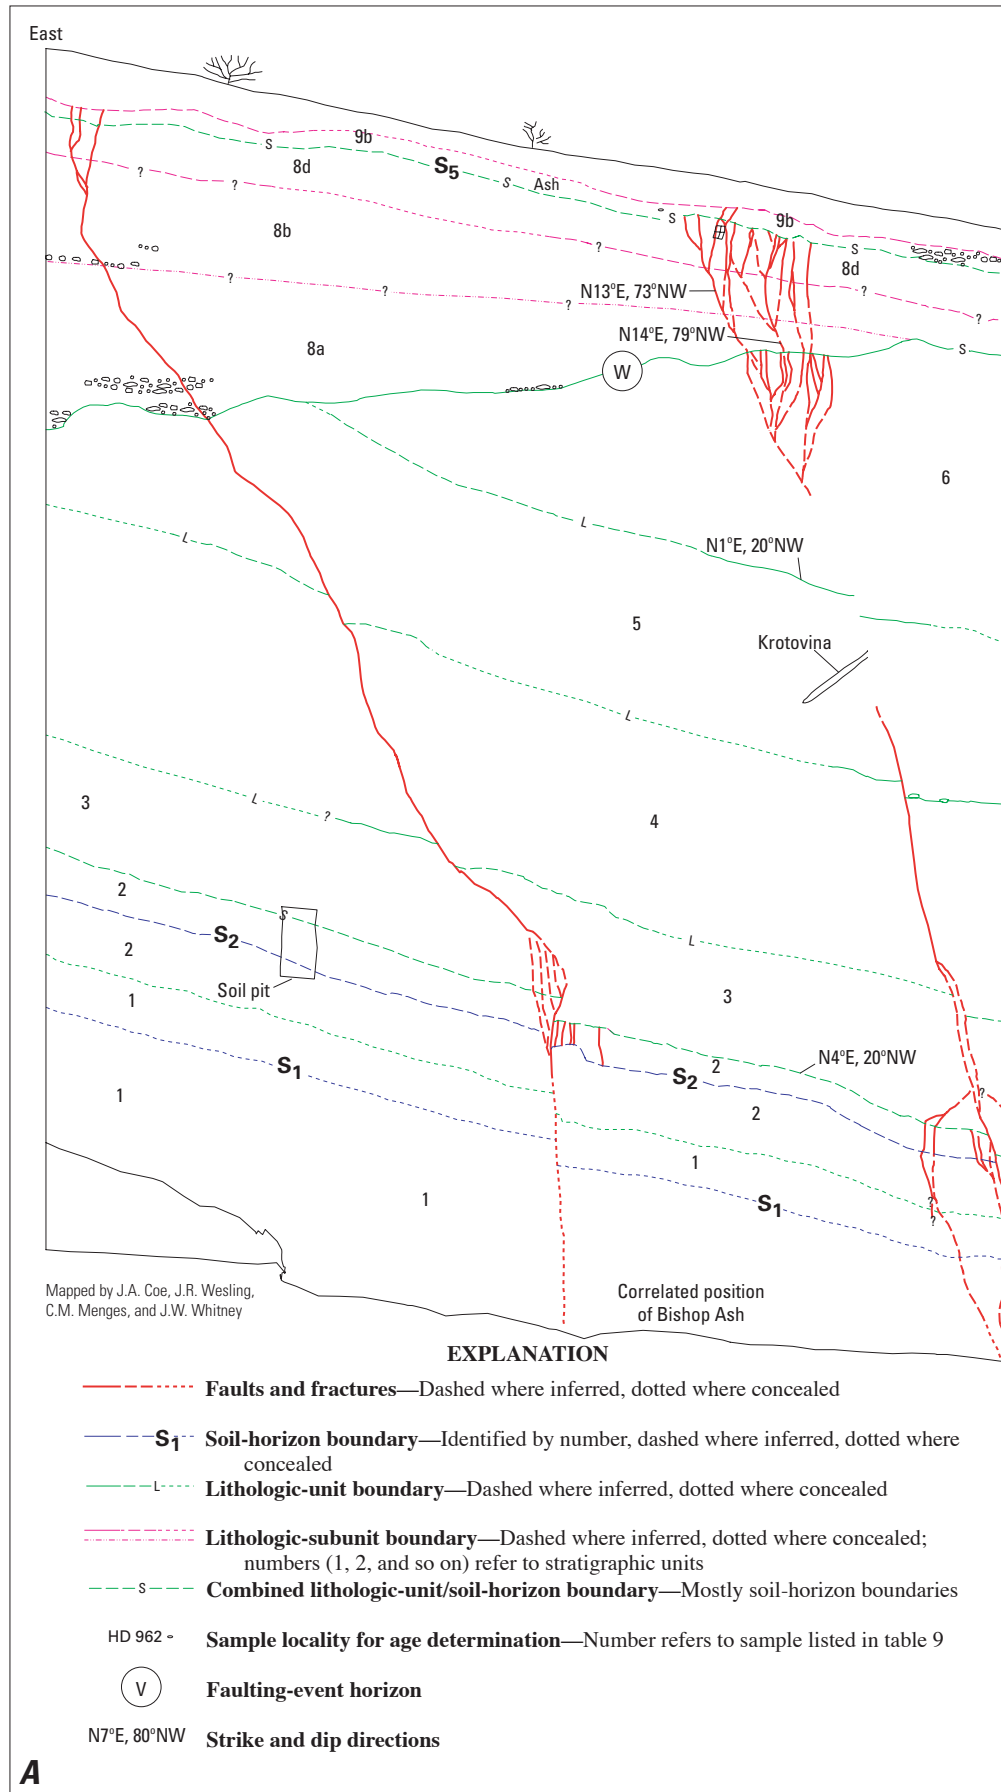 East
9b
S
8d
S5
S
Ash
?
?
8b
S
9b
?
S
8d
?
?
?
N13°E, 73°NW
?
N14°E, 79°NW
8a
S
W
6
L
L
N1°E, 20°NW
5
Krotovina
L
3
L
?
4
2
S
S2
L
2
Soil pit
3
1
N4°E, 20°NW
S1
2
S2
?
1
2
1
1
S1
?
?
Mapped by J.A. Coe, J.R. Wesling,
C.M. Menges, and J.W. Whitney
Correlated position
of Bishop Ash
EXPLANATION
Faults and fractures—Dashed where inferred, dotted where concealed
S1 Soil-horizon boundary—Identified by number, dashed where inferred, dotted where
concealed
L Lithologic-unit boundary—Dashed where inferred, dotted where concealed
Lithologic-subunit boundary—Dashed where inferred, dotted where concealed;
numbers (1, 2, and so on) refer to stratigraphic units
S Combined lithologic-unit/soil-horizon boundary—Mostly soil-horizon boundaries
HD 962 Sample locality for age determination—Number refers to sample listed in table 9
V Faulting-event horizon
N7°E, 80°NW Strike and dip directions
A